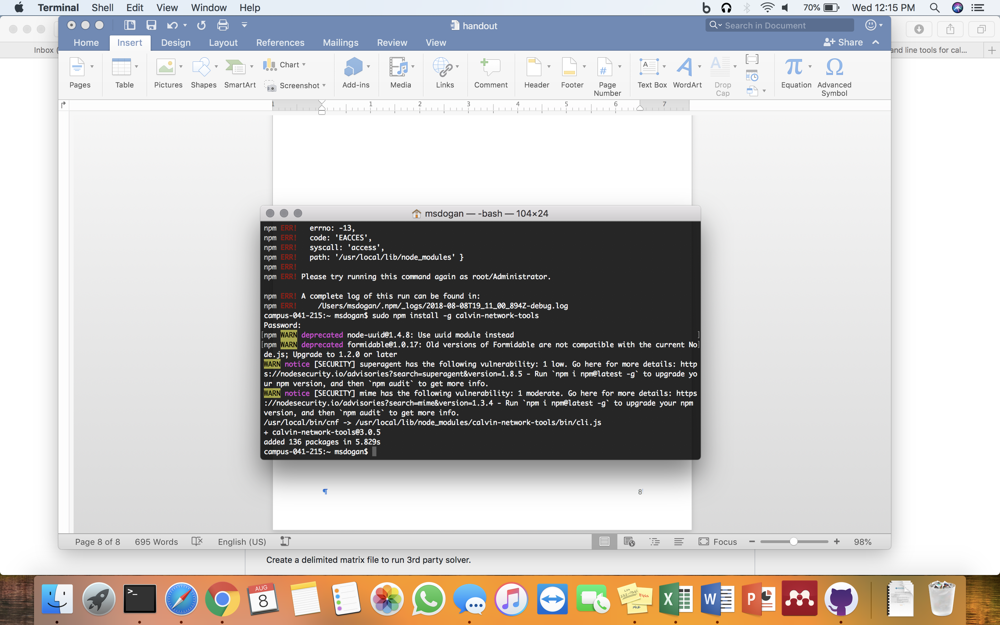 Terminal Shell Edit View Window Help 70% Wed 12:15 PM
handout
Search in Document
Home Insert Design Layout References Mailings Review View Share
Inbox
and line tools for cal...
Chart
Screenshot
Pages Table Pictures Shapes SmartArt Add-ins Media Links Comment Header Footer Page Number Text Box WordArt Drop Cap Equation Advanced Symbol
1 1 2 3 4 5 6 7
msdogan — -bash — 104×24
npm ERR!   errno: -13,
npm ERR!   code: 'EACCES',
npm ERR!   syscall: 'access',
npm ERR!   path: '/usr/local/lib/node_modules' }
npm ERR!
npm ERR! Please try running this command again as root/Administrator.
npm ERR! A complete log of this run can be found in:
npm ERR!     /Users/msdogan/.npm/_logs/2018-08-08T19_11_00_894Z-debug.log
campus-041-215:~ msdogan$ sudo npm install -g calvin-network-tools
Password:
[npm WARN deprecated node-uuid@1.4.8: Use uuid module instead ]
[npm WARN deprecated formidable@1.0.17: Old versions of Formidable are not compatible with the current No]
de.js; Upgrade to 1.2.0 or later
WARN notice [SECURITY] superagent has the following vulnerability: 1 low. Go here for more details: http
s://nodesecurity.io/advisories?search=superagent&version=1.8.5 - Run `npm i npm@latest -g` to upgrade yo
ur npm version, and then `npm audit` to get more info.
WARN notice [SECURITY] mime has the following vulnerability: 1 moderate. Go here for more details: https
://nodesecurity.io/advisories?search=mime&version=1.3.4 - Run `npm i npm@latest -g` to upgrade your npm
version, and then `npm audit` to get more info.
/usr/local/bin/cnf -> /usr/local/lib/node_modules/calvin-network-tools/bin/cli.js
+ calvin-network-tools@3.0.5
added 136 packages in 5.829s
campus-041-215:~ msdogan$
¶ 8
Page 8 of 8 695 Words English (US) Focus 98%
Create a delimited matrix file to run 3rd party solver.
AUG
8